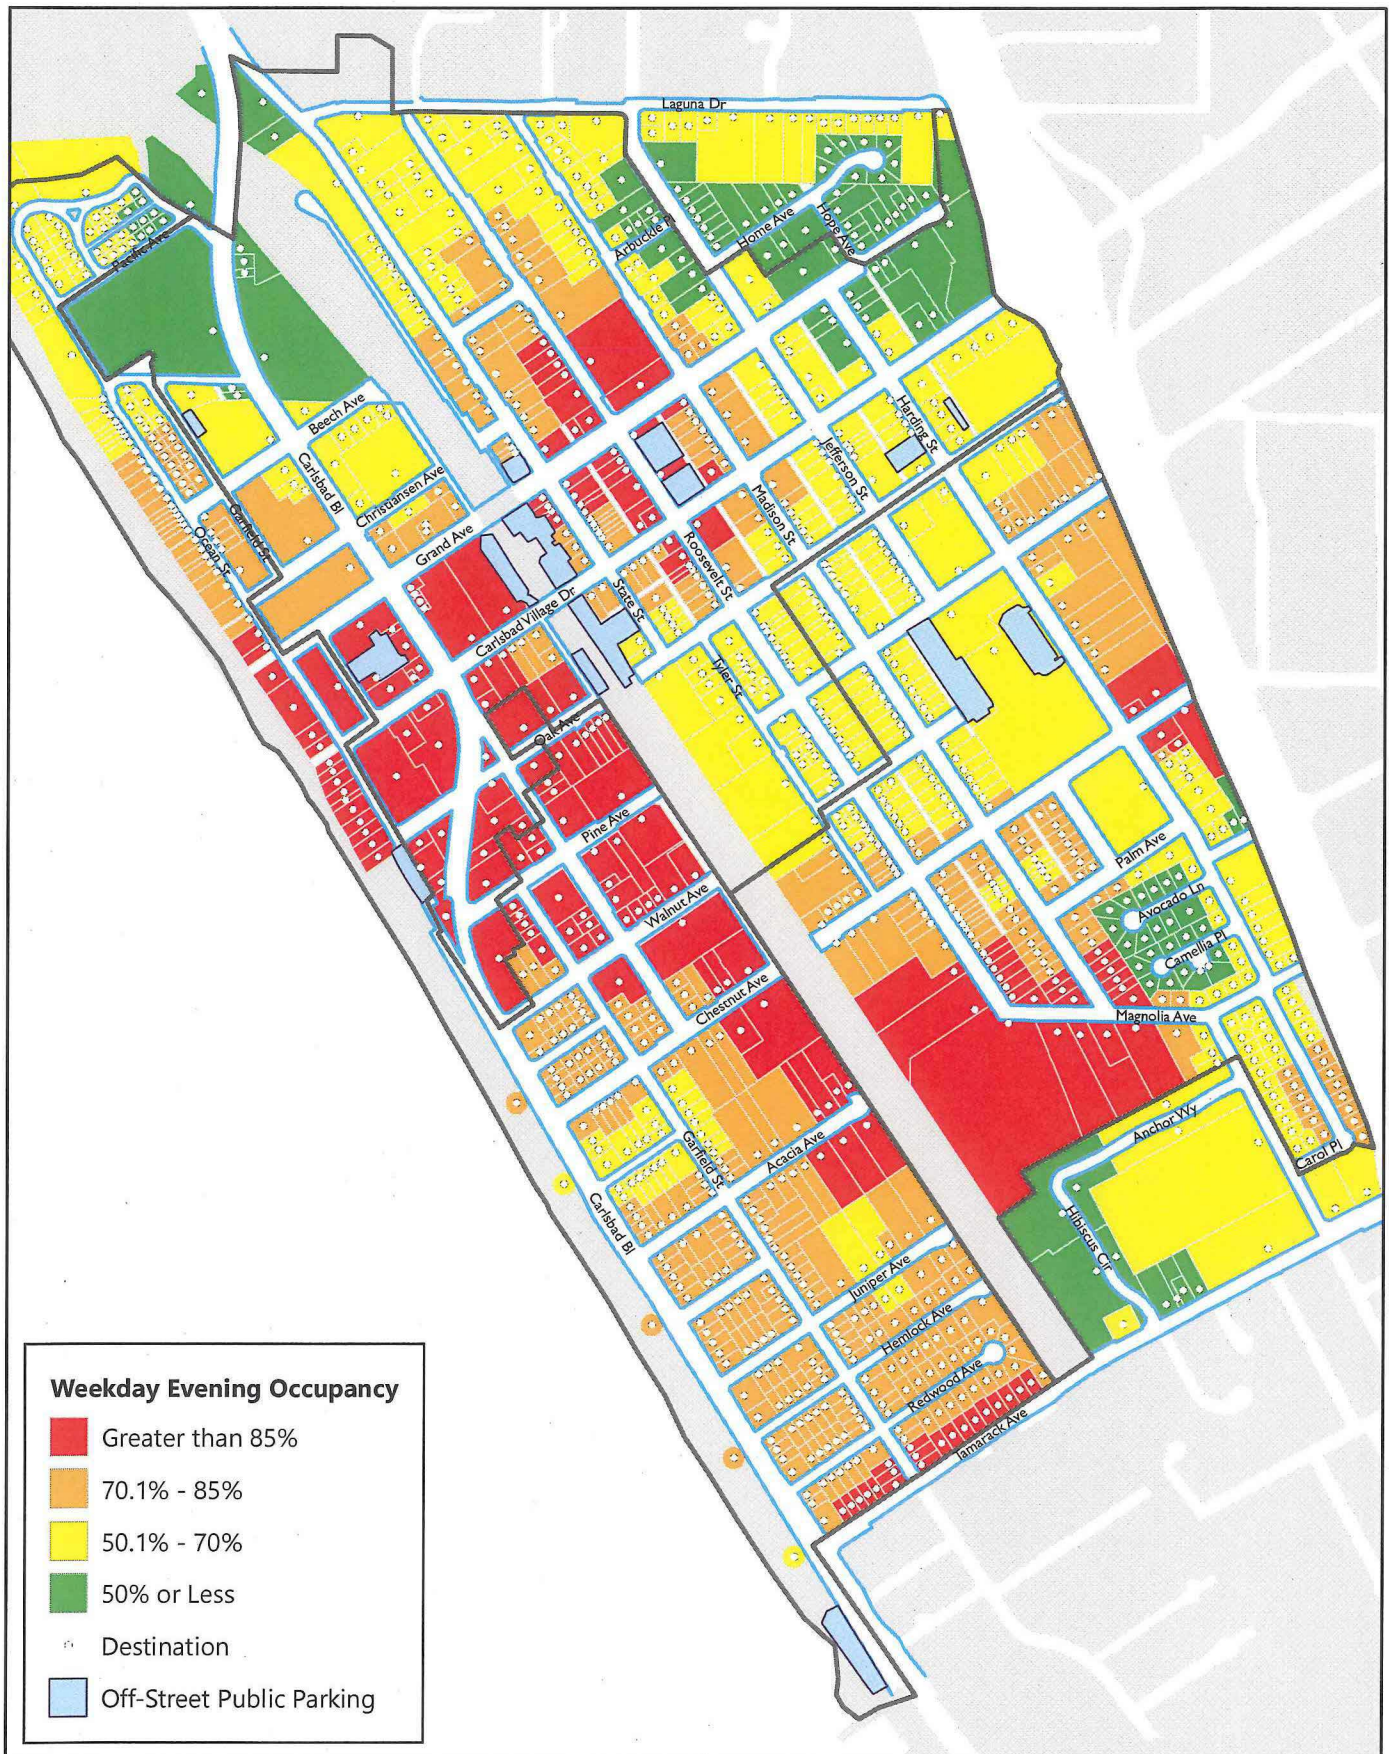 Laguna Dr
Pacific Ave
Arbuckle Pl
Home Ave
Hope Ave
Beech Ave
Carlsbad Bl
Christiansen Ave
Garfield St
Ocean St
Grand Ave
Harding St
Jefferson St
Madison St
Roosevelt St
State St
Carlsbad Village Dr
Tyler St
Oak Ave
Pine Ave
Walnut Ave
Palm Ave
Avocado Ln
Camellia Pl
Chestnut Ave
Magnolia Ave
Anchor Wy
Acacia Ave
Garfield St
Carol Pl
Carlsbad Bl
Hibiscus Cir
Juniper Ave
Hemlock Ave
Redwood Ave
Tamarack Ave
Weekday Evening Occupancy
Greater than 85%
70.1% - 85%
50.1% - 70%
50% or Less
Destination
Off-Street Public Parking